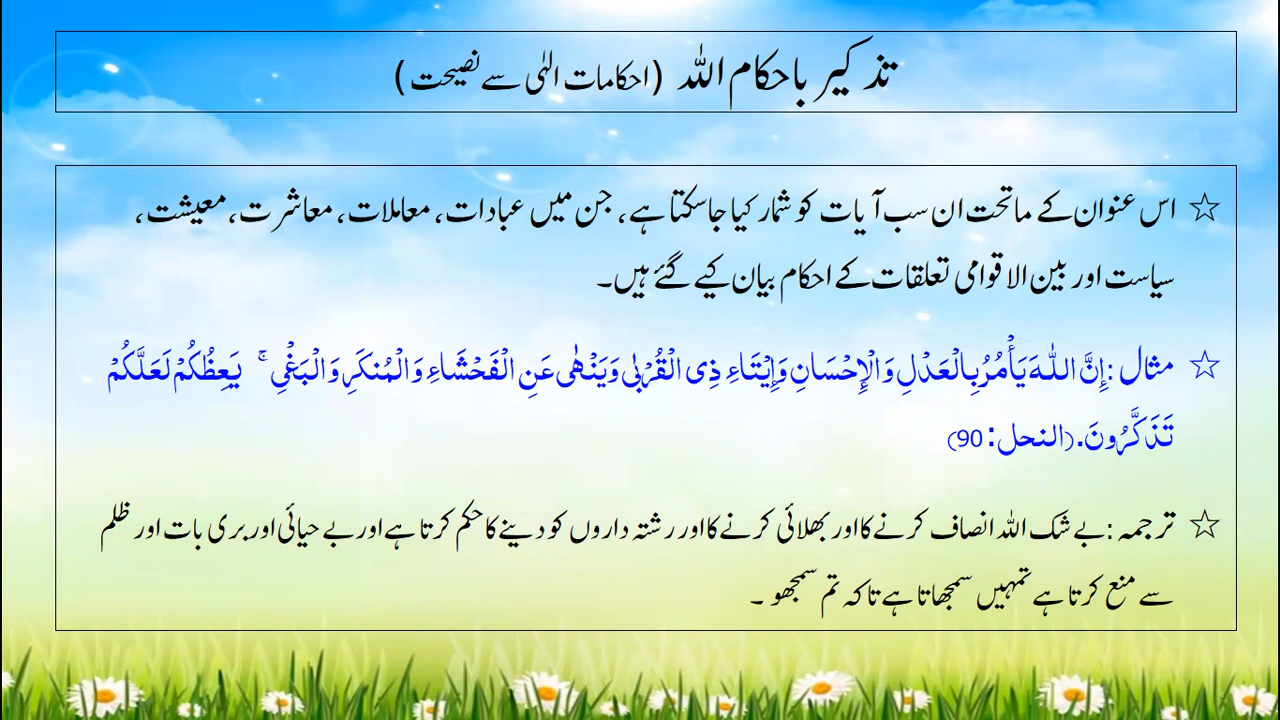 تذکیر باحکام اللہ (احکامات الہٰی سے نصیحت)
☆ اس عنوان کے ماتحت ان سب آیات کو شمار کیا جاسکتا ہے، جن میں عبادات، معاملات، معاشرت، معیشت،
سیاست اور بین الاقوامی تعلقات کے احکام بیان کیے گئے ہیں۔
☆ مثال: إِنَّ اللّٰهَ يَأْمُرُ بِالْعَدْلِ وَالْإِحْسَانِ وَإِيْتَاءِ ذِى الْقُرْبٰى وَيَنْهٰى عَنِ الْفَحْشَاءِ وَالْمُنكَرِ وَالْبَغْيِ ۚ يَعِظُكُمْ لَعَلَّكُمْ
تَذَكَّرُونَ. (النحل: 90)
☆ ترجمہ: بے شک اللہ انصاف کرنے کا اور بھلائی کرنے کا اور رشتہ داروں کو دینے کا حکم کرتا ہے اور بے حیائی اور بری بات اور ظلم
سے منع کرتا ہے تمہیں سمجھاتا ہے تاکہ تم سمجھو ۔